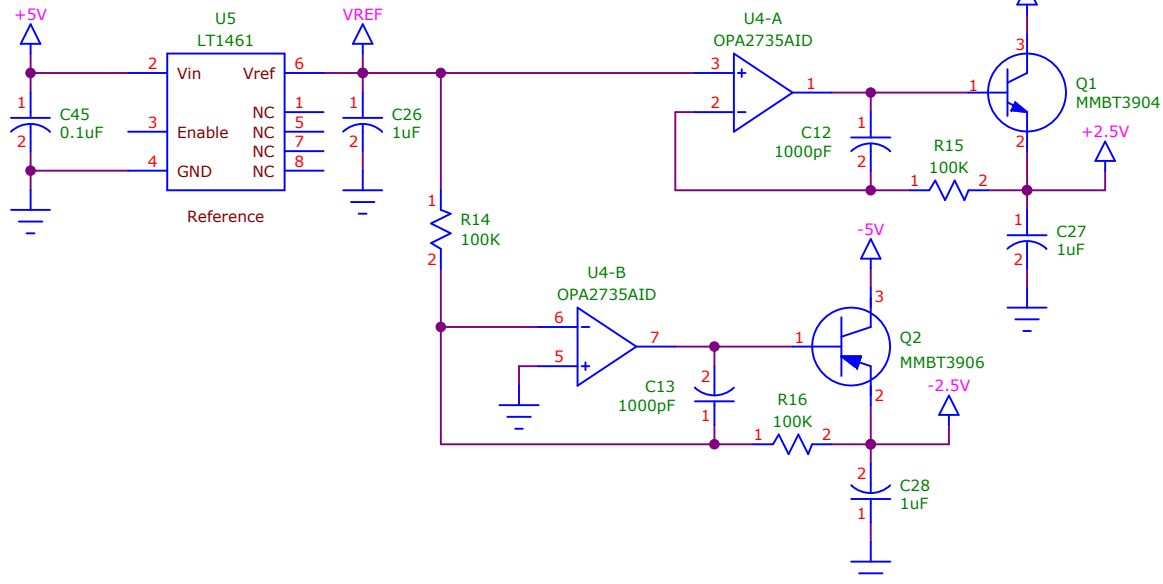 +5V
U5
LT1461
VREF
U4-A
OPA2735AID
2
Vin
Vref
6
3
+
1
1
3
Q1
MMBT3904
1
C45
0.1uF
2
3
Enable
NC
1
NC
5
NC
7
NC
8
1
C26
1uF
2
2
−
1
C12
1000pF
2
2
+2.5V
4
GND
R15
100K
1
2
Reference
1
R14
100K
2
1
C27
1uF
2
-5V
U4-B
OPA2735AID
6
−
5
+
7
1
3
Q2
MMBT3906
2
-2.5V
2
C13
1000pF
1
R16
100K
1
2
2
C28
1uF
1